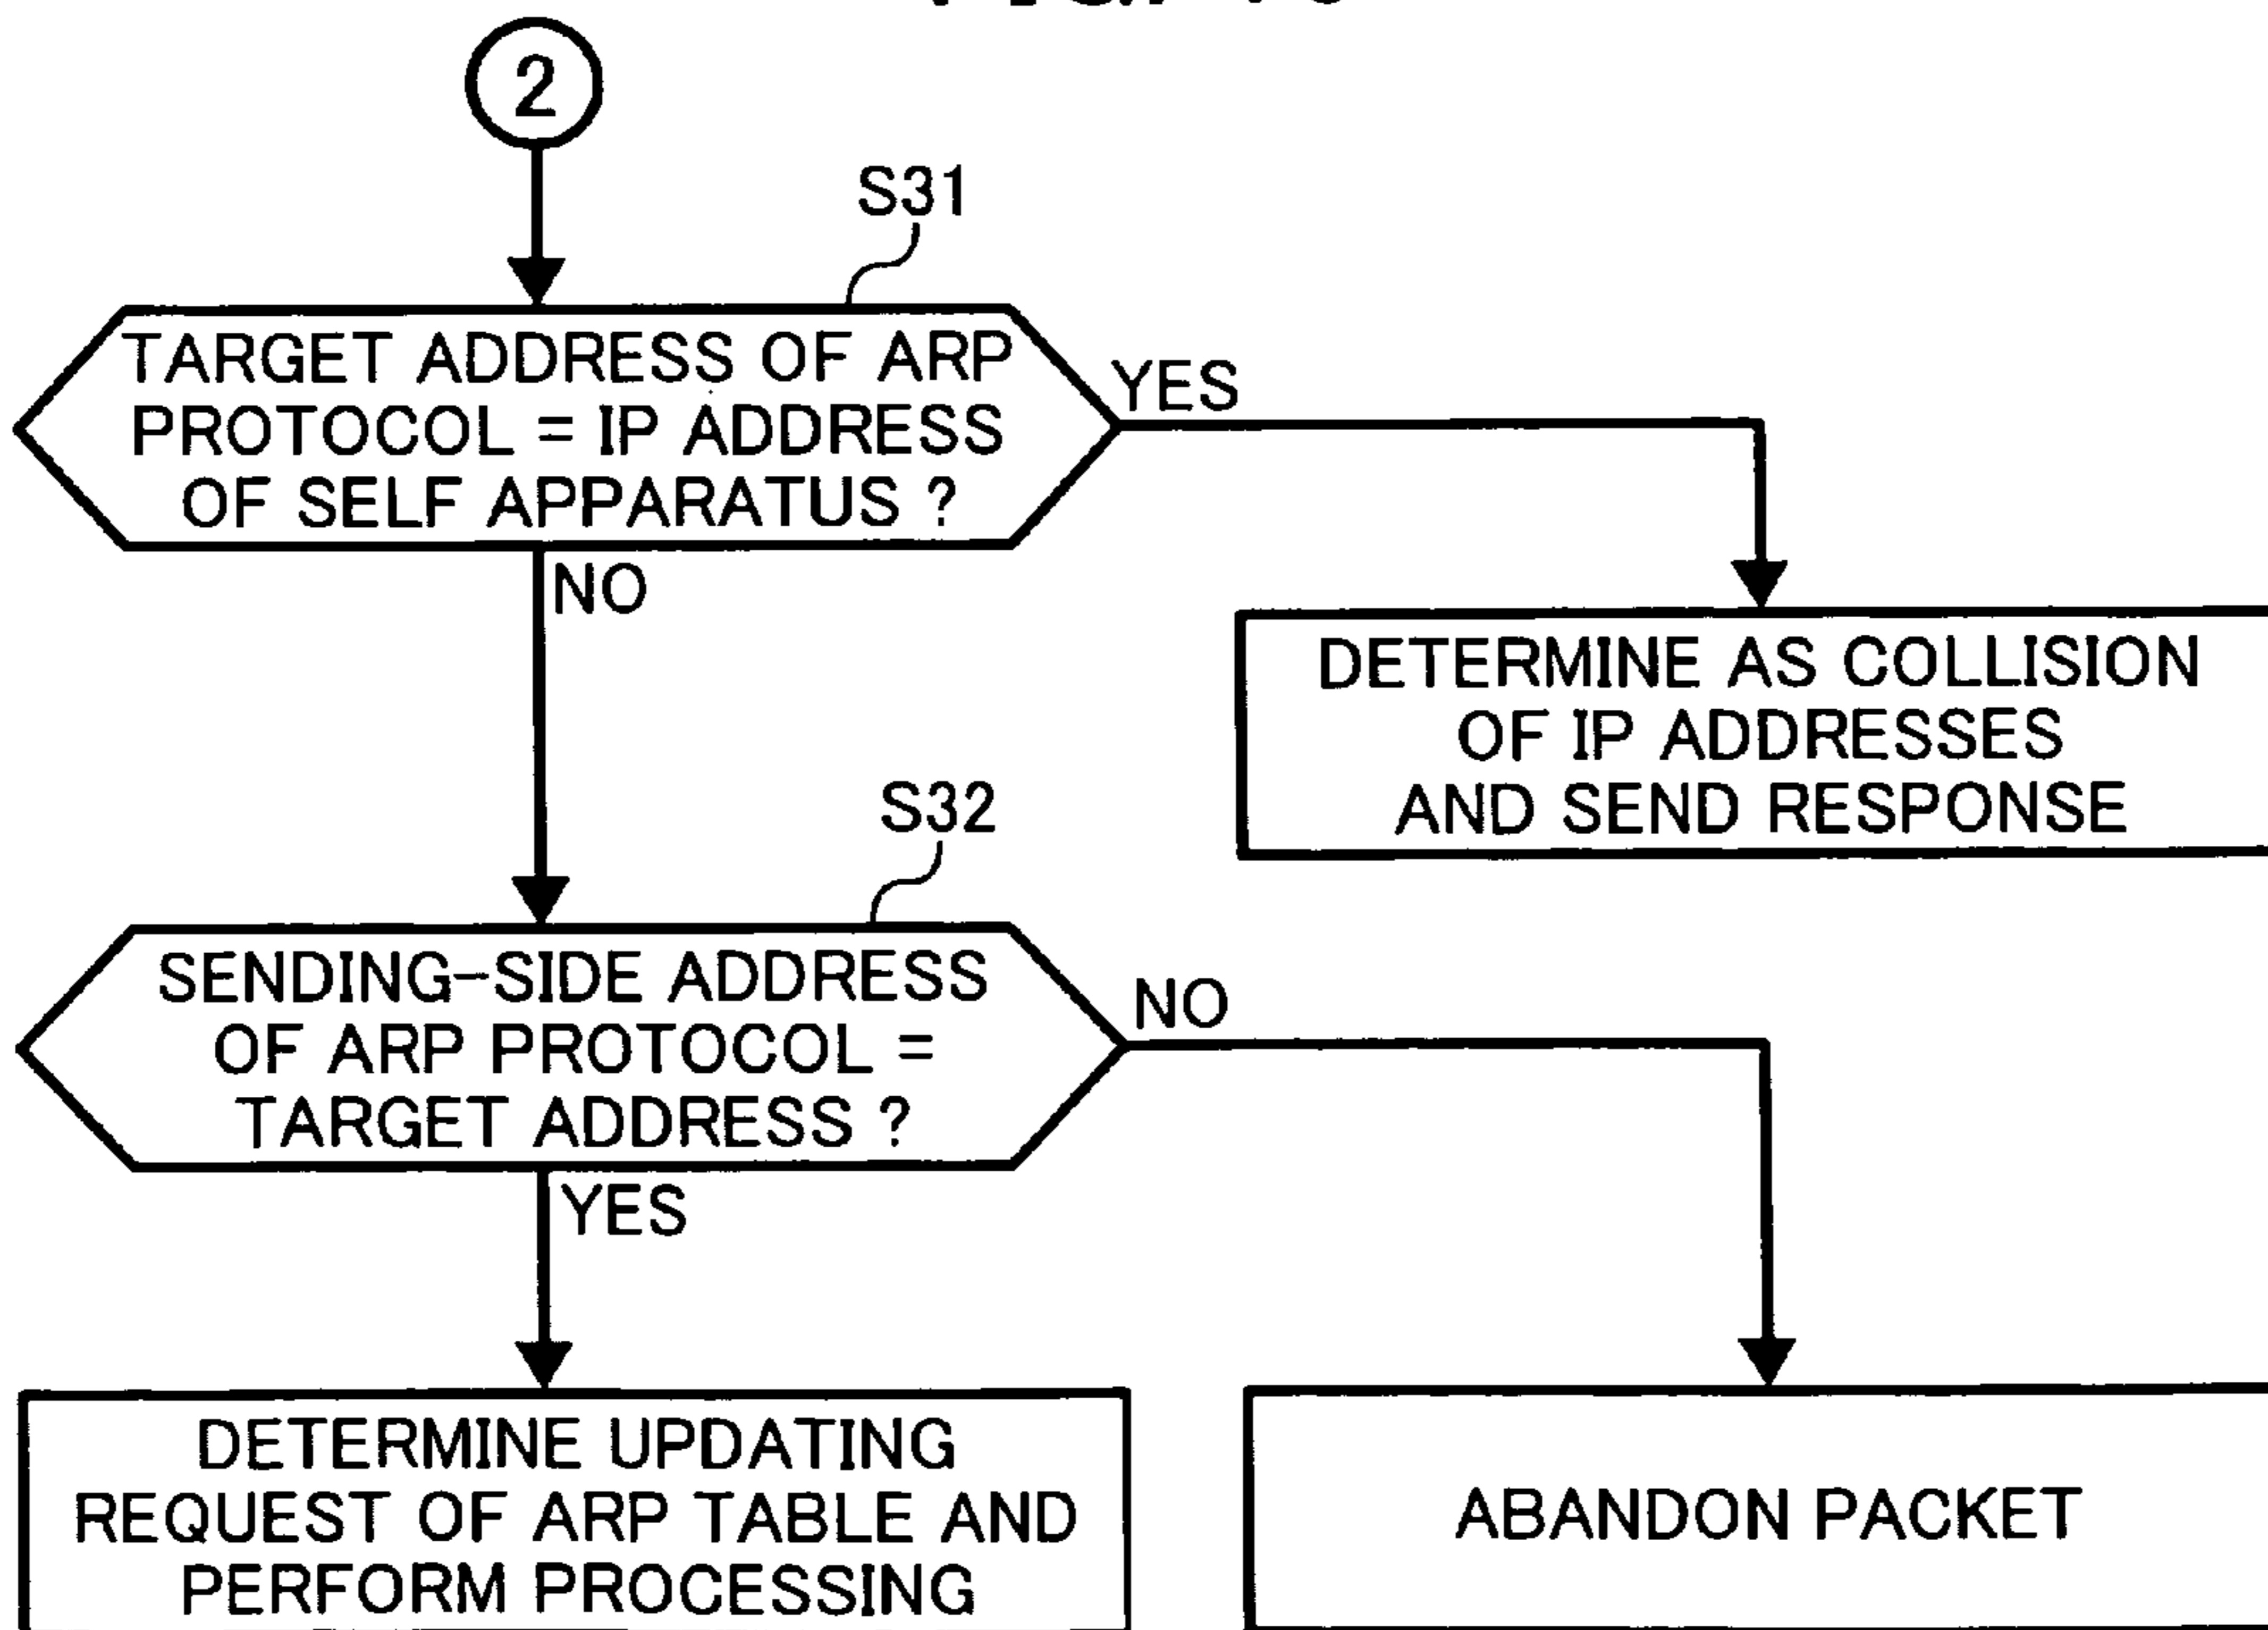 2
S31
TARGET ADDRESS OF ARP
PROTOCOL = IP ADDRESS
OF SELF APPARATUS ?
YES
NO
DETERMINE AS COLLISION
OF IP ADDRESSES
AND SEND RESPONSE
S32
SENDING-SIDE ADDRESS
OF ARP PROTOCOL =
TARGET ADDRESS ?
NO
YES
DETERMINE UPDATING
REQUEST OF ARP TABLE AND
PERFORM PROCESSING
ABANDON PACKET